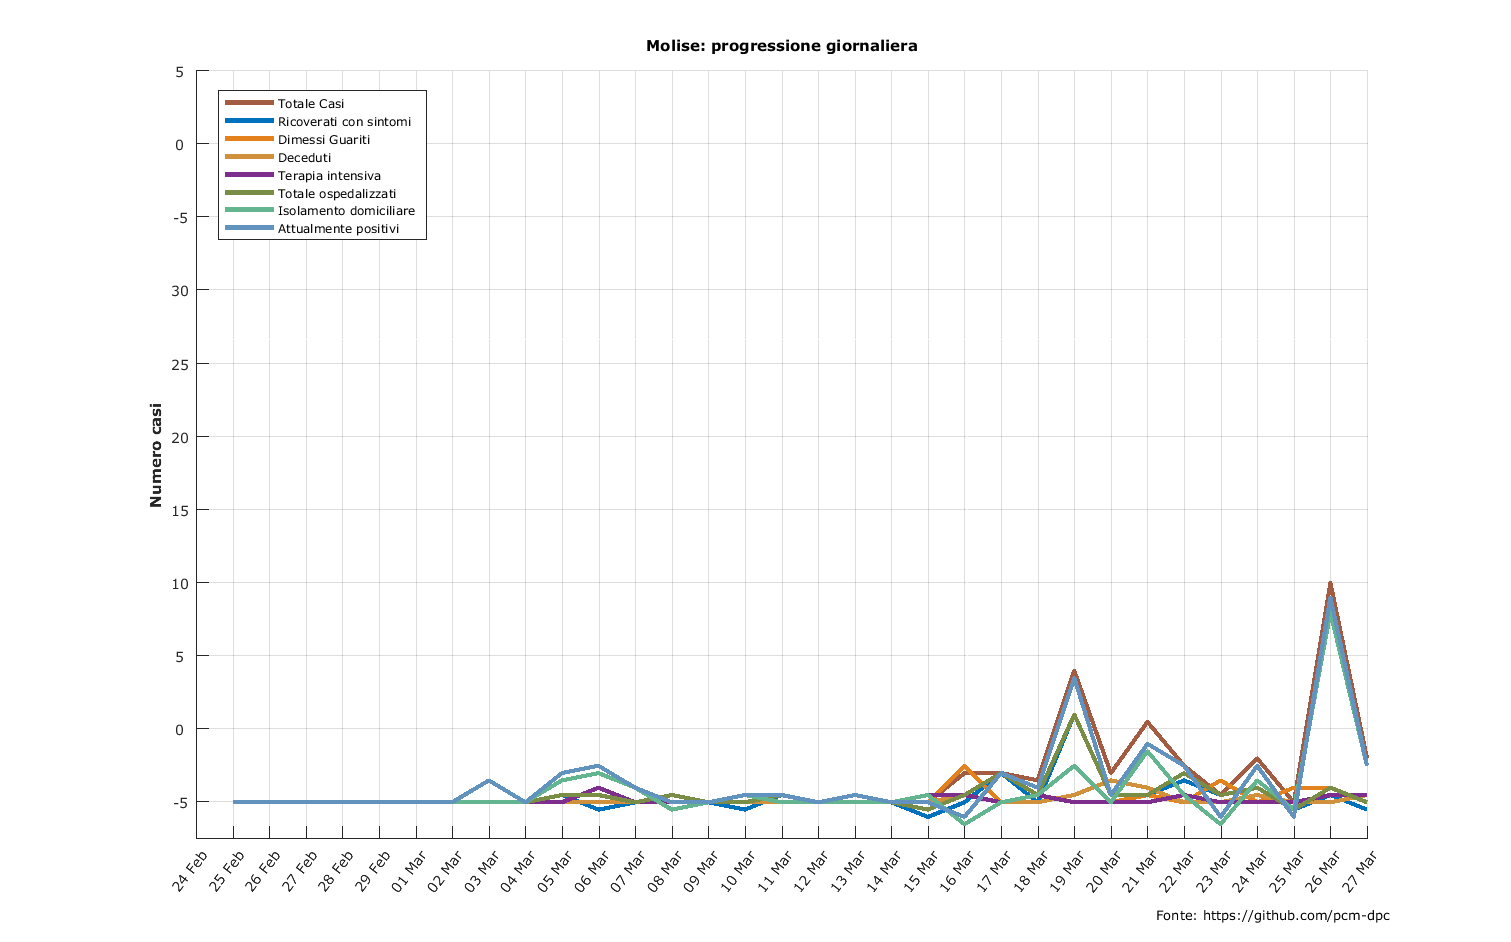 Molise: progressione giornaliera
5
0
-5
30
25
20
15
10
5
0
-5
Numero casi
Totale Casi
Ricoverati con sintomi
Dimessi Guariti
Deceduti
Terapia intensiva
Totale ospedalizzati
Isolamento domiciliare
Attualmente positivi
24 Feb
25 Feb
26 Feb
27 Feb
28 Feb
29 Feb
01 Mar
02 Mar
03 Mar
04 Mar
05 Mar
06 Mar
07 Mar
08 Mar
09 Mar
10 Mar
11 Mar
12 Mar
13 Mar
14 Mar
15 Mar
16 Mar
17 Mar
18 Mar
19 Mar
20 Mar
21 Mar
22 Mar
23 Mar
24 Mar
25 Mar
26 Mar
27 Mar
Fonte: https://github.com/pcm-dpc